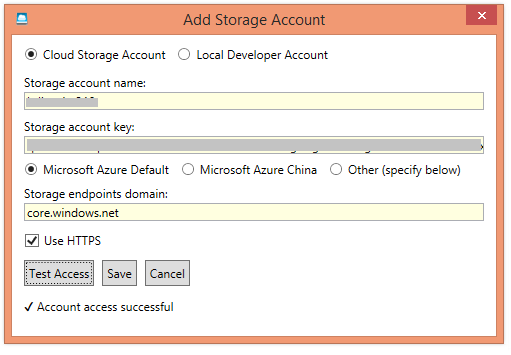 Add Storage Account
Cloud Storage Account Local Developer Account
Storage account name:
Storage account key:
Microsoft Azure Default Microsoft Azure China Other (specify below)
Storage endpoints domain:
core.windows.net
Use HTTPS
Test Access Save Cancel
✓ Account access successful